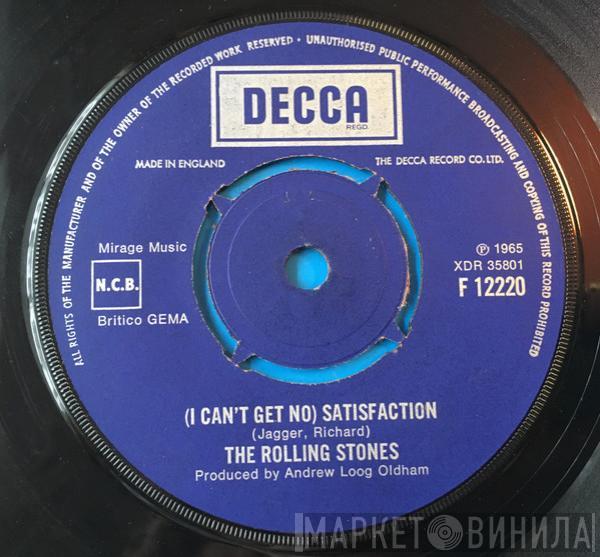 ALL RIGHTS OF THE MANUFACTURER AND OF THE OWNER OF THE RECORDED WORK RESERVED · UNAUTHORISED PUBLIC PERFORMANCE BROADCASTING AND COPYING OF THIS RECORD PROHIBITED
DECCA
REGD.
MADE IN ENGLAND
THE DECCA RECORD CO. LTD.
Mirage Music
N.C.B.
Britico GEMA
℗ 1965
XDR 35801
F 12220
(I CAN'T GET NO) SATISFACTION
(Jagger, Richard)
THE ROLLING STONES
Produced by Andrew Loog Oldham
МАРКЕТ ВИНИЛА